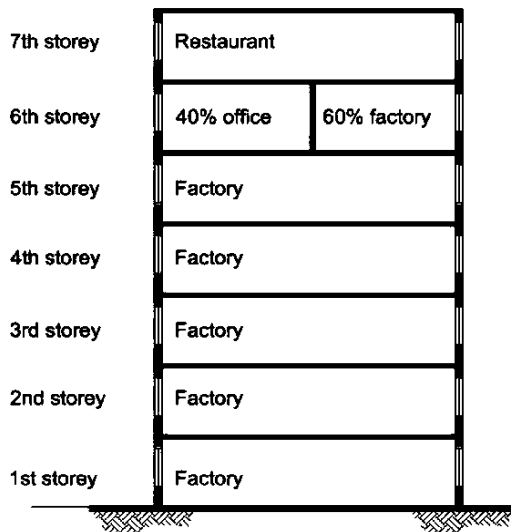 7th storey Restaurant
6th storey 40% office 60% factory
5th storey Factory
4th storey Factory
3rd storey Factory
2nd storey Factory
1st storey Factory